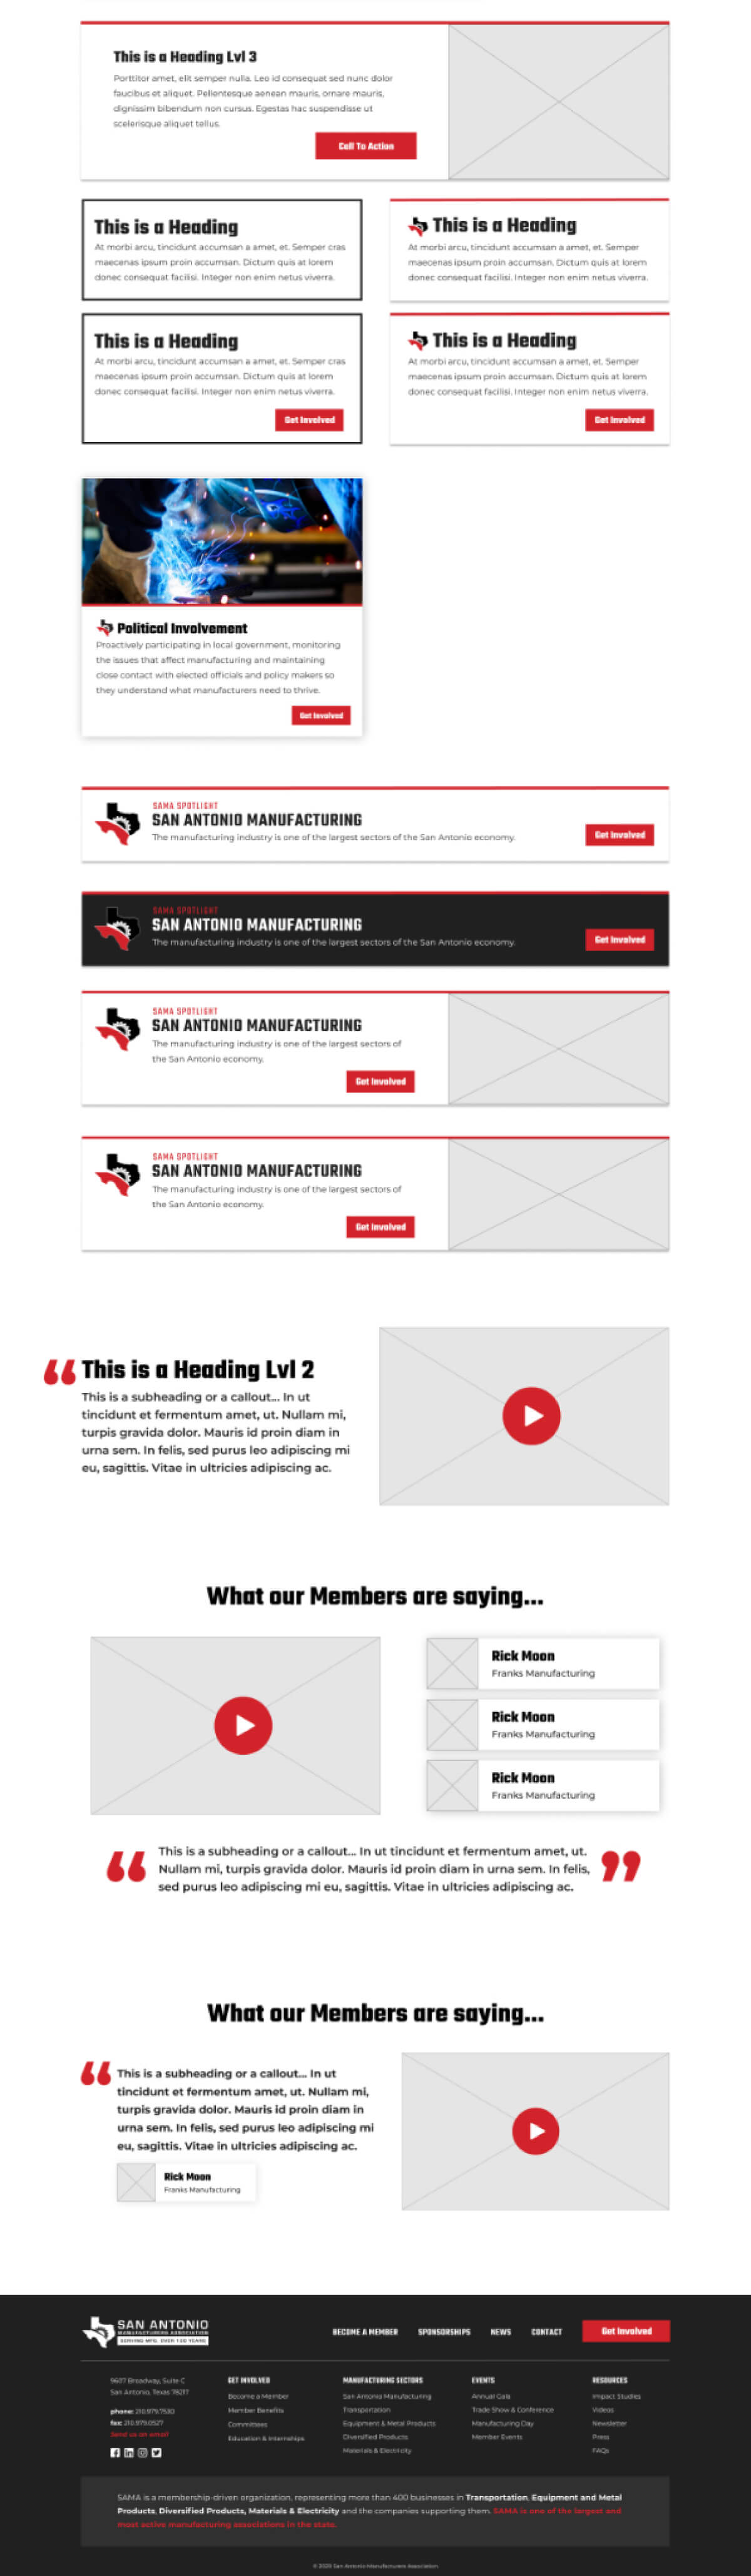 This is a Heading Lvl 3
Porttitor amet, elit semper nulla. Leo id consequat sed nunc dolor
faucibus et aliquet. Pellentesque aenean mauris, ornare mauris,
dignissim bibendum non cursus. Egestas hac suspendisse ut
scelerisque aliquet tellus.
Call To Action
This is a Heading
At morbi arcu, tincidunt accumsan a amet, et. Semper cras
maecenas ipsum proin accumsan. Dictum quis at lorem
donec consequat facilisi. Integer non enim netus viverra.
This is a Heading
At morbi arcu, tincidunt accumsan a amet, et. Semper
maecenas ipsum proin accumsan. Dictum quis at lorem
donec consequat facilisi. Integer non enim netus viverra.
This is a Heading
At morbi arcu, tincidunt accumsan a amet, et. Semper cras
maecenas ipsum proin accumsan. Dictum quis at lorem
donec consequat facilisi. Integer non enim netus viverra.
Get Involved
This is a Heading
At morbi arcu, tincidunt accumsan a amet, et. Semper
maecenas ipsum proin accumsan. Dictum quis at lorem
donec consequat facilisi. Integer non enim netus viverra.
Get Involved
Political Involvement
Proactively participating in local government, monitoring
the issues that affect manufacturing and maintaining
close contact with elected officials and policy makers so
they understand what manufacturers need to thrive.
Get Involved
SAMA SPOTLIGHT
SAN ANTONIO MANUFACTURING
The manufacturing industry is one of the largest sectors of the San Antonio economy.
Get Involved
SAMA SPOTLIGHT
SAN ANTONIO MANUFACTURING
The manufacturing industry is one of the largest sectors of the San Antonio economy.
Get Involved
SAMA SPOTLIGHT
SAN ANTONIO MANUFACTURING
The manufacturing industry is one of the largest sectors of
the San Antonio economy.
Get Involved
SAMA SPOTLIGHT
SAN ANTONIO MANUFACTURING
The manufacturing industry is one of the largest sectors of
the San Antonio economy.
Get Involved
“ This is a Heading Lvl 2
This is a subheading or a callout... In ut
tincidunt et fermentum amet, ut. Nullam mi,
turpis gravida dolor. Mauris id proin diam in
urna sem. In felis, sed purus leo adipiscing mi
eu, sagittis. Vitae in ultricies adipiscing ac.
What our Members are saying...
Rick Moon
Franks Manufacturing
Rick Moon
Franks Manufacturing
Rick Moon
Franks Manufacturing
“ This is a subheading or a callout... In ut tincidunt et fermentum amet, ut.
Nullam mi, turpis gravida dolor. Mauris id proin diam in urna sem. In felis,
sed purus leo adipiscing mi eu, sagittis. Vitae in ultricies adipiscing ac. ”
What our Members are saying...
“ This is a subheading or a callout... In ut
tincidunt et fermentum amet, ut. Nullam mi,
turpis gravida dolor. Mauris id proin diam in
urna sem. In felis, sed purus leo adipiscing mi
eu, sagittis. Vitae in ultricies adipiscing ac.
Rick Moon
Franks Manufacturing
SAN ANTONIO
MANUFACTURERS ASSOCIATION
SERVING MFG. OVER 100 YEARS
BECOME A MEMBER
SPONSORSHIPS
NEWS
CONTACT
Get Involved
9607 Broadway, Suite C
San Antonio, Texas 78217
phone: 210.979.7530
fax: 210.979.0527
Send us an email!
GET INVOLVED
Become a Member
Member Benefits
Committees
Education & Internships
MANUFACTURING SECTORS
San Antonio Manufacturing
Transportation
Equipment & Metal Products
Diversified Products
Materials & Electricity
EVENTS
Annual Gala
Trade Show & Conference
Manufacturing Day
Member Events
RESOURCES
Impact Studies
Videos
Newsletter
Press
FAQs
SAMA is a membership-driven organization, representing more than 400 businesses in Transportation, Equipment and Metal
Products, Diversified Products, Materials & Electricity and the companies supporting them. SAMA is one of the largest and
most active manufacturing associations in the state.
San Antonio Manufacturers Association.